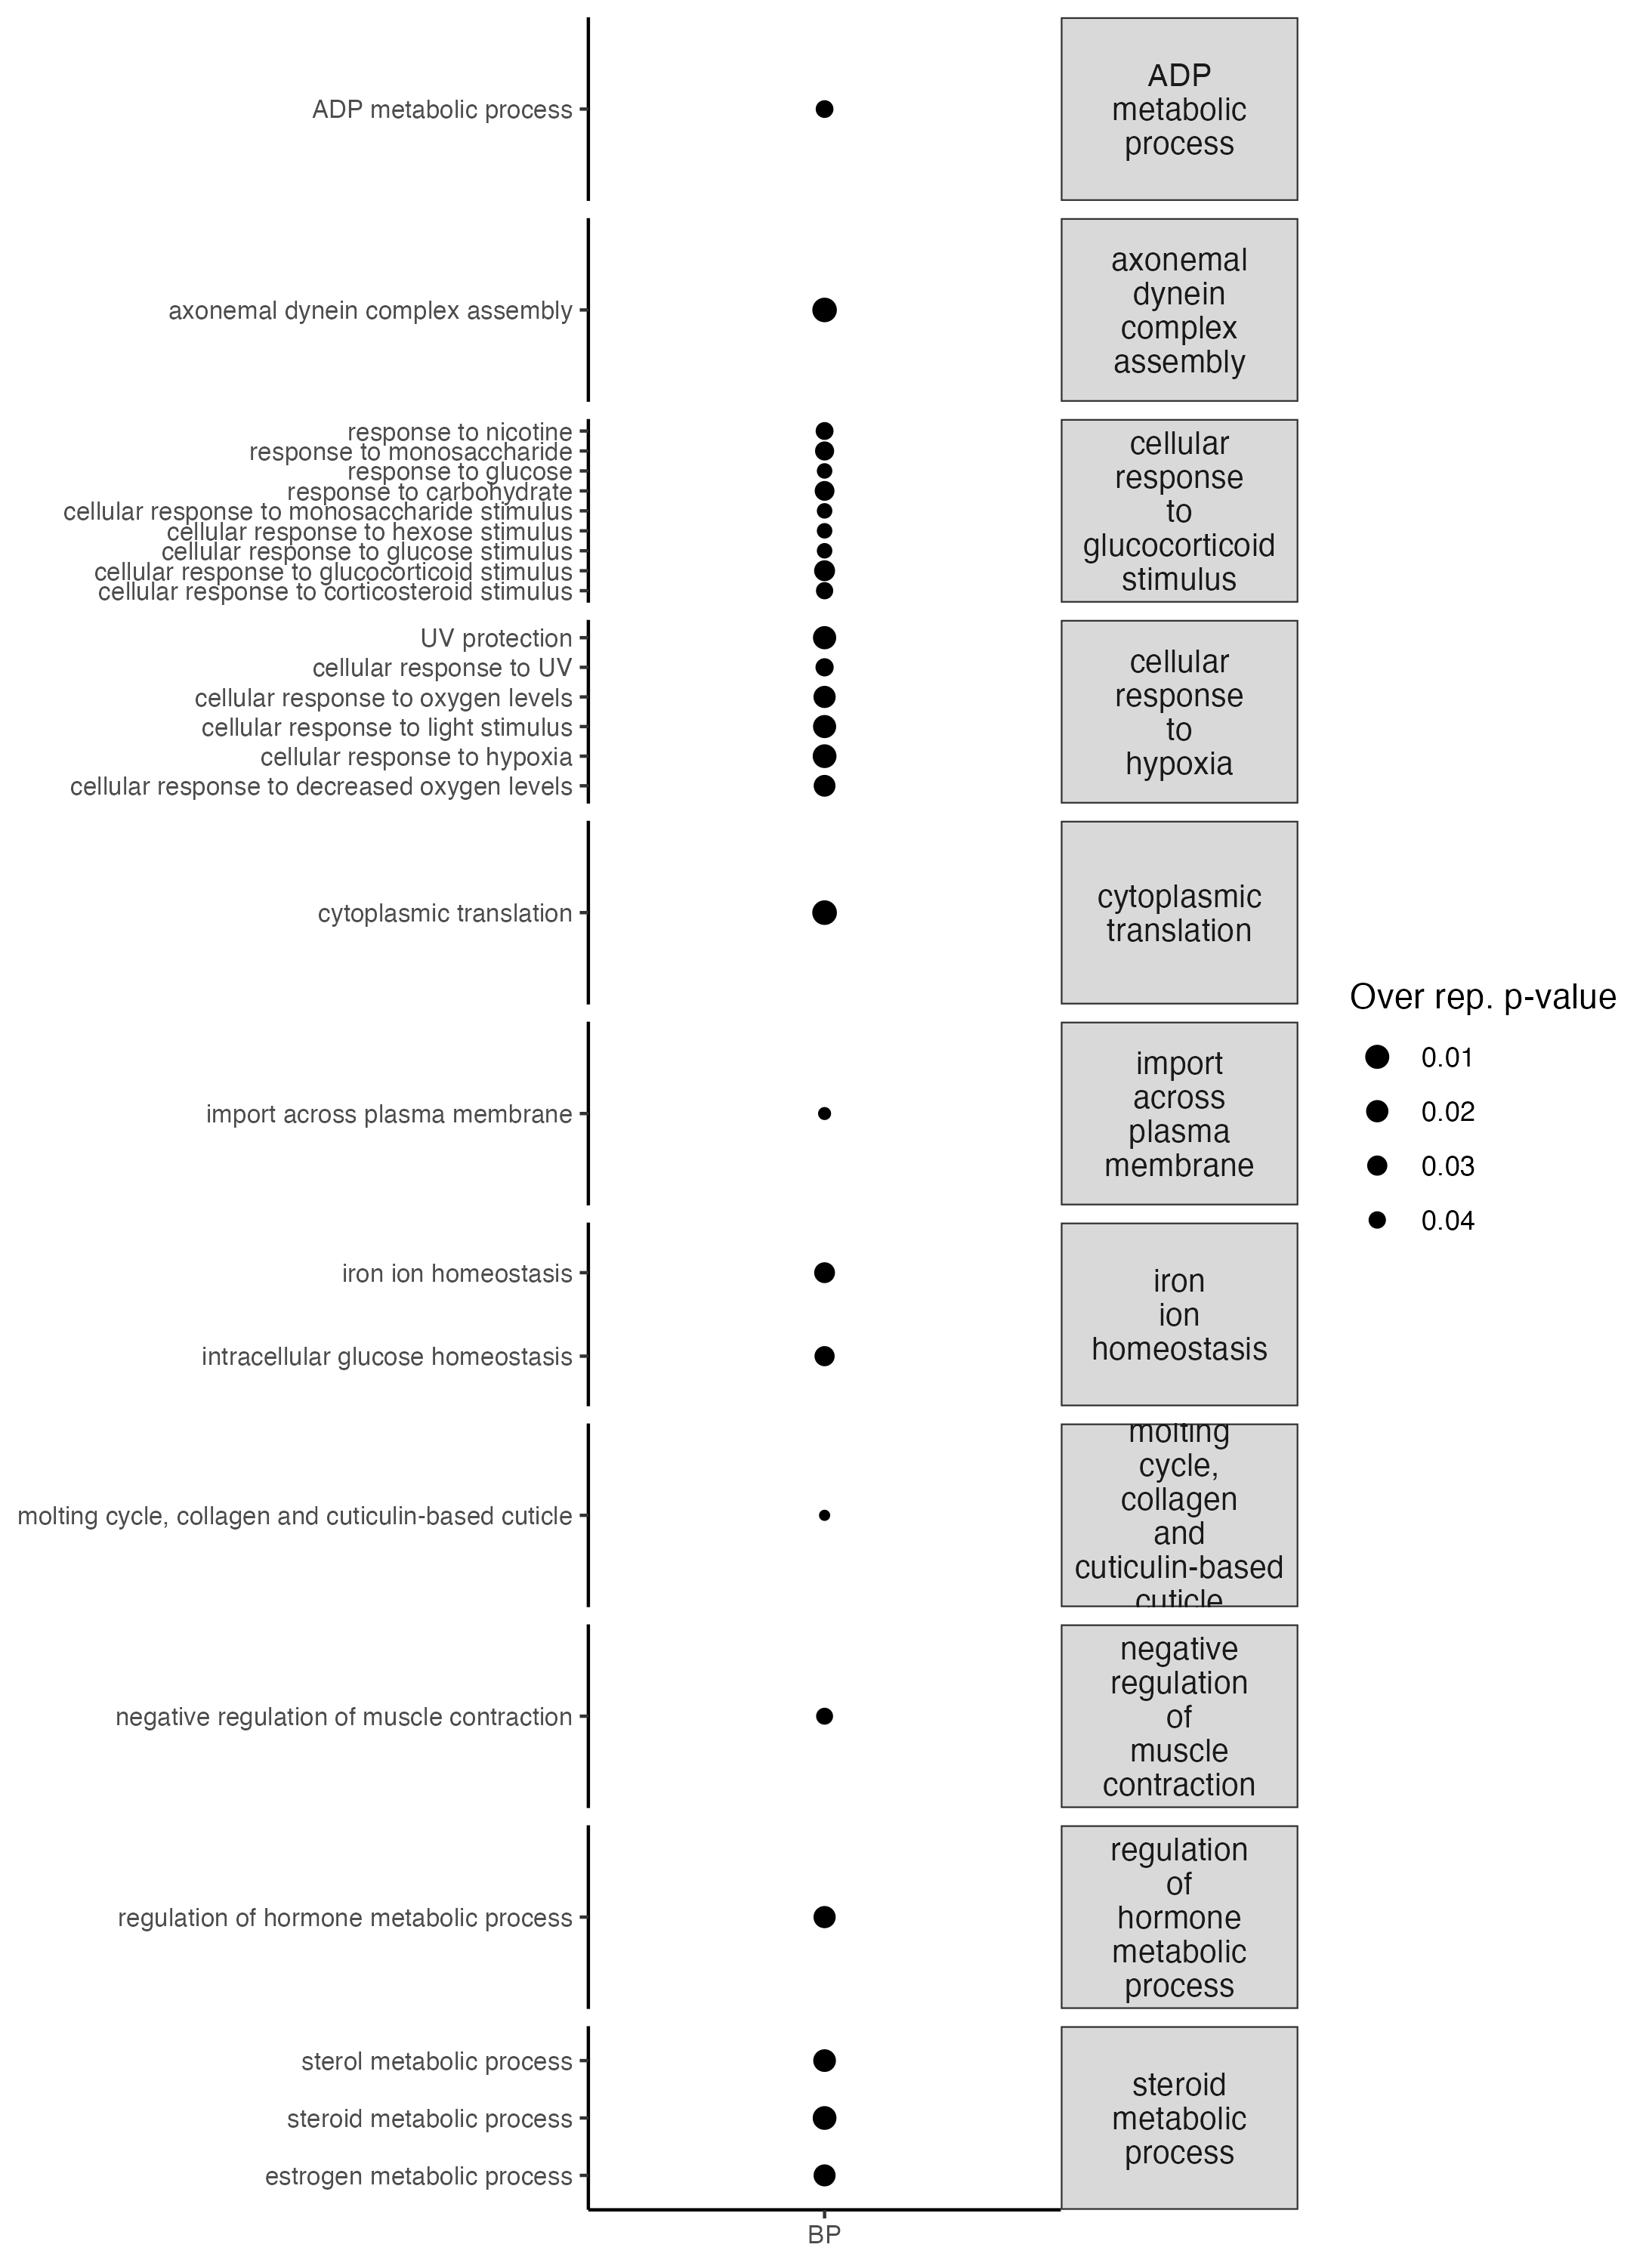 ADP metabolic process
ADP
metabolic
process
axonemal dynein complex assembly
axonemal
dynein
complex
assembly
response to nicotine
response to monosaccharide
response to glucose
response to carbohydrate
cellular response to monosaccharide stimulus
cellular response to hexose stimulus
cellular response to glucose stimulus
cellular response to glucocorticoid stimulus
cellular response to corticosteroid stimulus
cellular
response
to
glucocorticoid
stimulus
UV protection
cellular response to UV
cellular response to oxygen levels
cellular response to light stimulus
cellular response to hypoxia
cellular response to decreased oxygen levels
cellular
response
to
hypoxia
cytoplasmic translation
cytoplasmic
translation
import across plasma membrane
import
across
plasma
membrane
iron ion homeostasis
intracellular glucose homeostasis
iron
ion
homeostasis
molting cycle, collagen and cuticulin-based cuticle
molting
cycle,
collagen
and
cuticulin-based
cuticle
negative regulation of muscle contraction
negative
regulation
of
muscle
contraction
regulation of hormone metabolic process
regulation
of
hormone
metabolic
process
sterol metabolic process
steroid metabolic process
estrogen metabolic process
steroid
metabolic
process
BP
Over rep. p-value
0.01
0.02
0.03
0.04